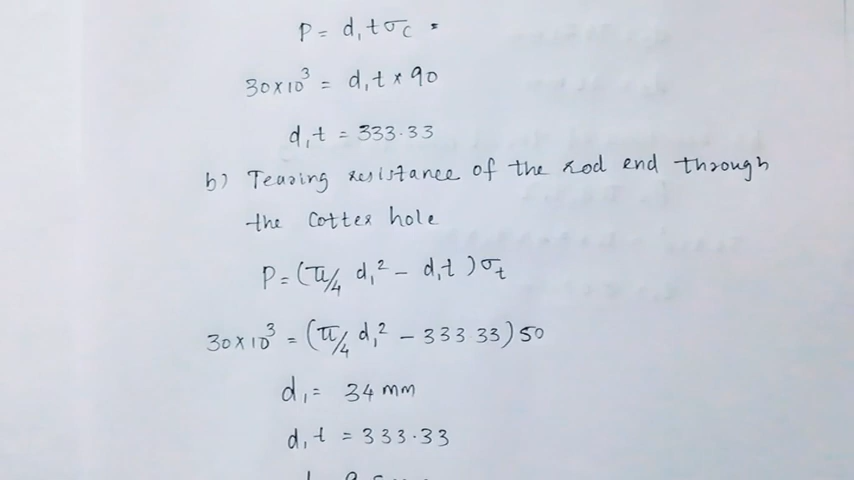 P = d₁tσc
30×10³ = d₁t × 90
d₁t = 333.33
b) Tearing resistance of the rod end through
the cotter hole
P = (π/4 d₁² - d₁t)σt
30×10³ = (π/4 d₁² - 333 33) 50
d₁ = 34 mm
d₁t = 333.33